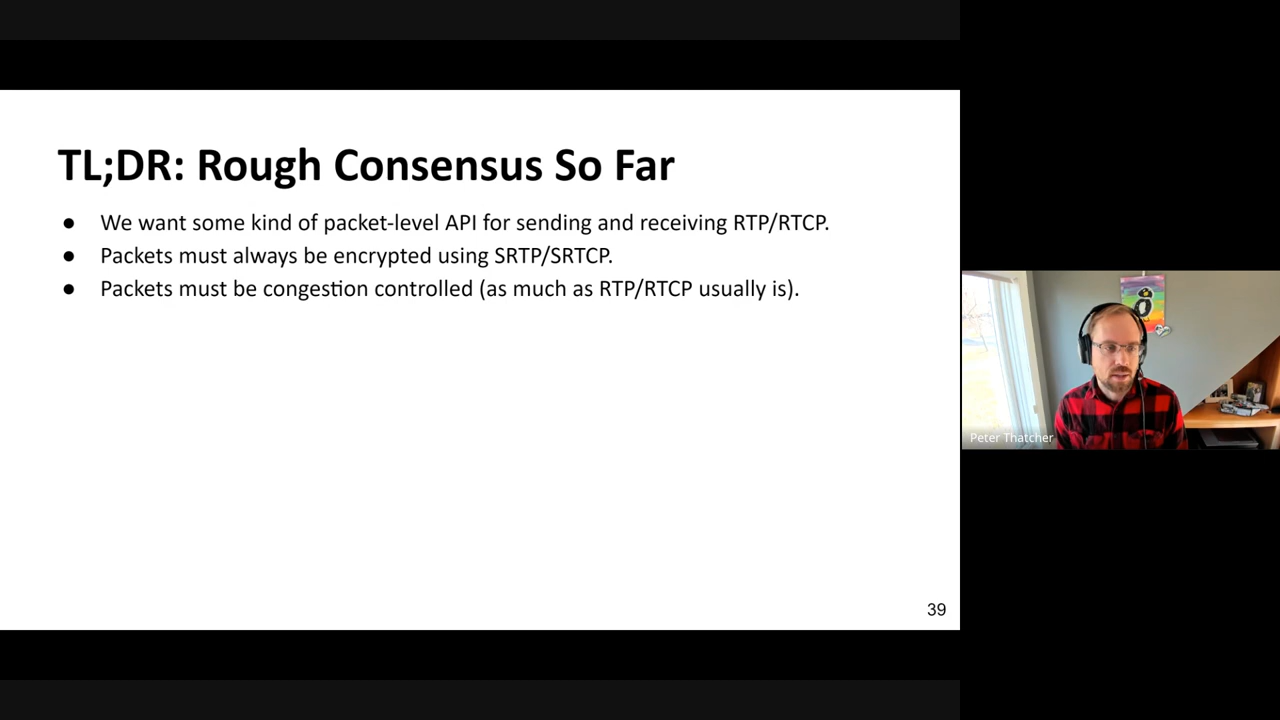 TL;DR: Rough Consensus So Far
● We want some kind of packet-level API for sending and receiving RTP/RTCP.
● Packets must always be encrypted using SRTP/SRTCP.
● Packets must be congestion controlled (as much as RTP/RTCP usually is).
39
Peter Thatcher